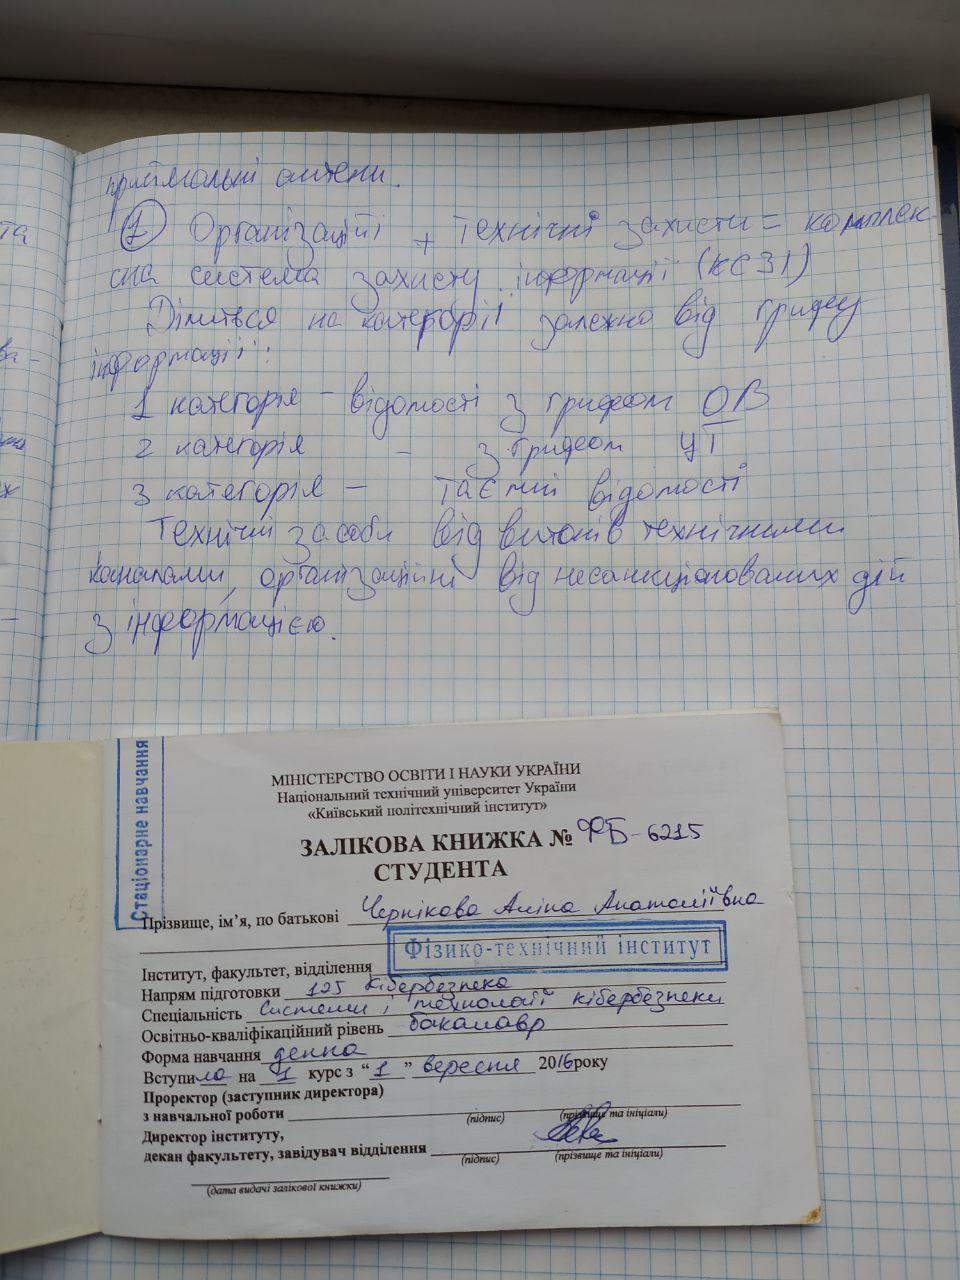 приймальні антени.
① Організаційні + технічні захисти = комплек-
сна система захисту інформації (КСЗІ)
Ділиться на категорії залежно від грифу
інформації:
1 категорія – відомості з грифом ОВ
2 категорія – з грифом ЦТ
3 категорія – таємні відомості
Технічні засоби від витоків технічними
каналами, організаційні від несанкціонованих дій
з інформацією.
та
ва-
Стаціонарне навчання
МІНІСТЕРСТВО ОСВІТИ І НАУКИ УКРАЇНИ
Національний технічний університет України
«Київський політехнічний інститут»
ЗАЛІКОВА КНИЖКА № ФБ-6215
СТУДЕНТА
Прізвище, ім'я, по батькові Чернікова Аліна Анатоліївна
Фізико-технічний інститут
Інститут, факультет, відділення
Напрям підготовки 125 Кібербезпека
Спеціальність Системи і технології кібербезпеки
Освітньо-кваліфікаційний рівень бакалавр
Форма навчання денна
Вступила на 1 курс з “1” вересня 2016 року
Проректор (заступник директора)
з навчальної роботи
(підпис) (прізвище та ініціали)
Директор інституту,
декан факультету, завідувач відділення
(підпис) (прізвище та ініціали)
(дата видачі залікової книжки)